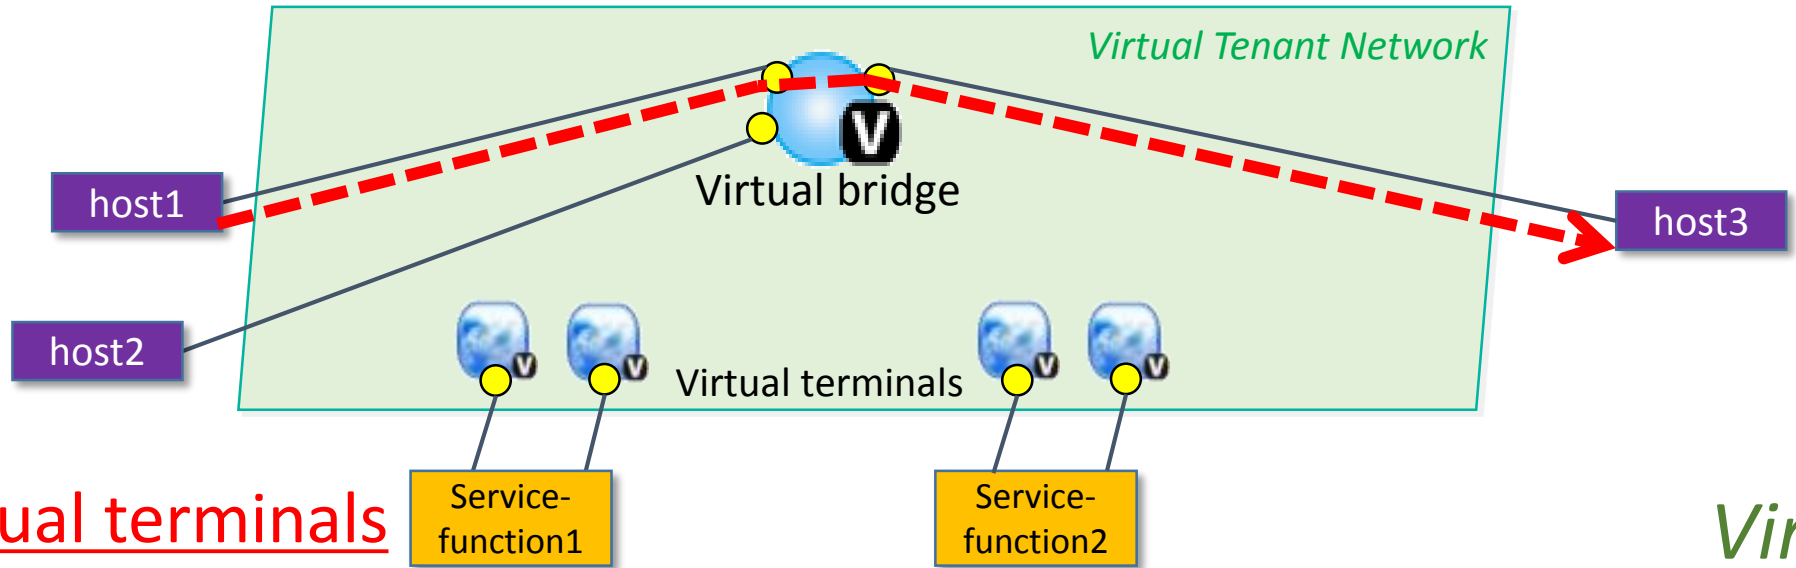 Virtual Tenant Network
V
Virtual bridge
host1
host3
host2
V
V
V
V
Virtual terminals
Service-
function1
Service-
function2
ual terminals
Vir